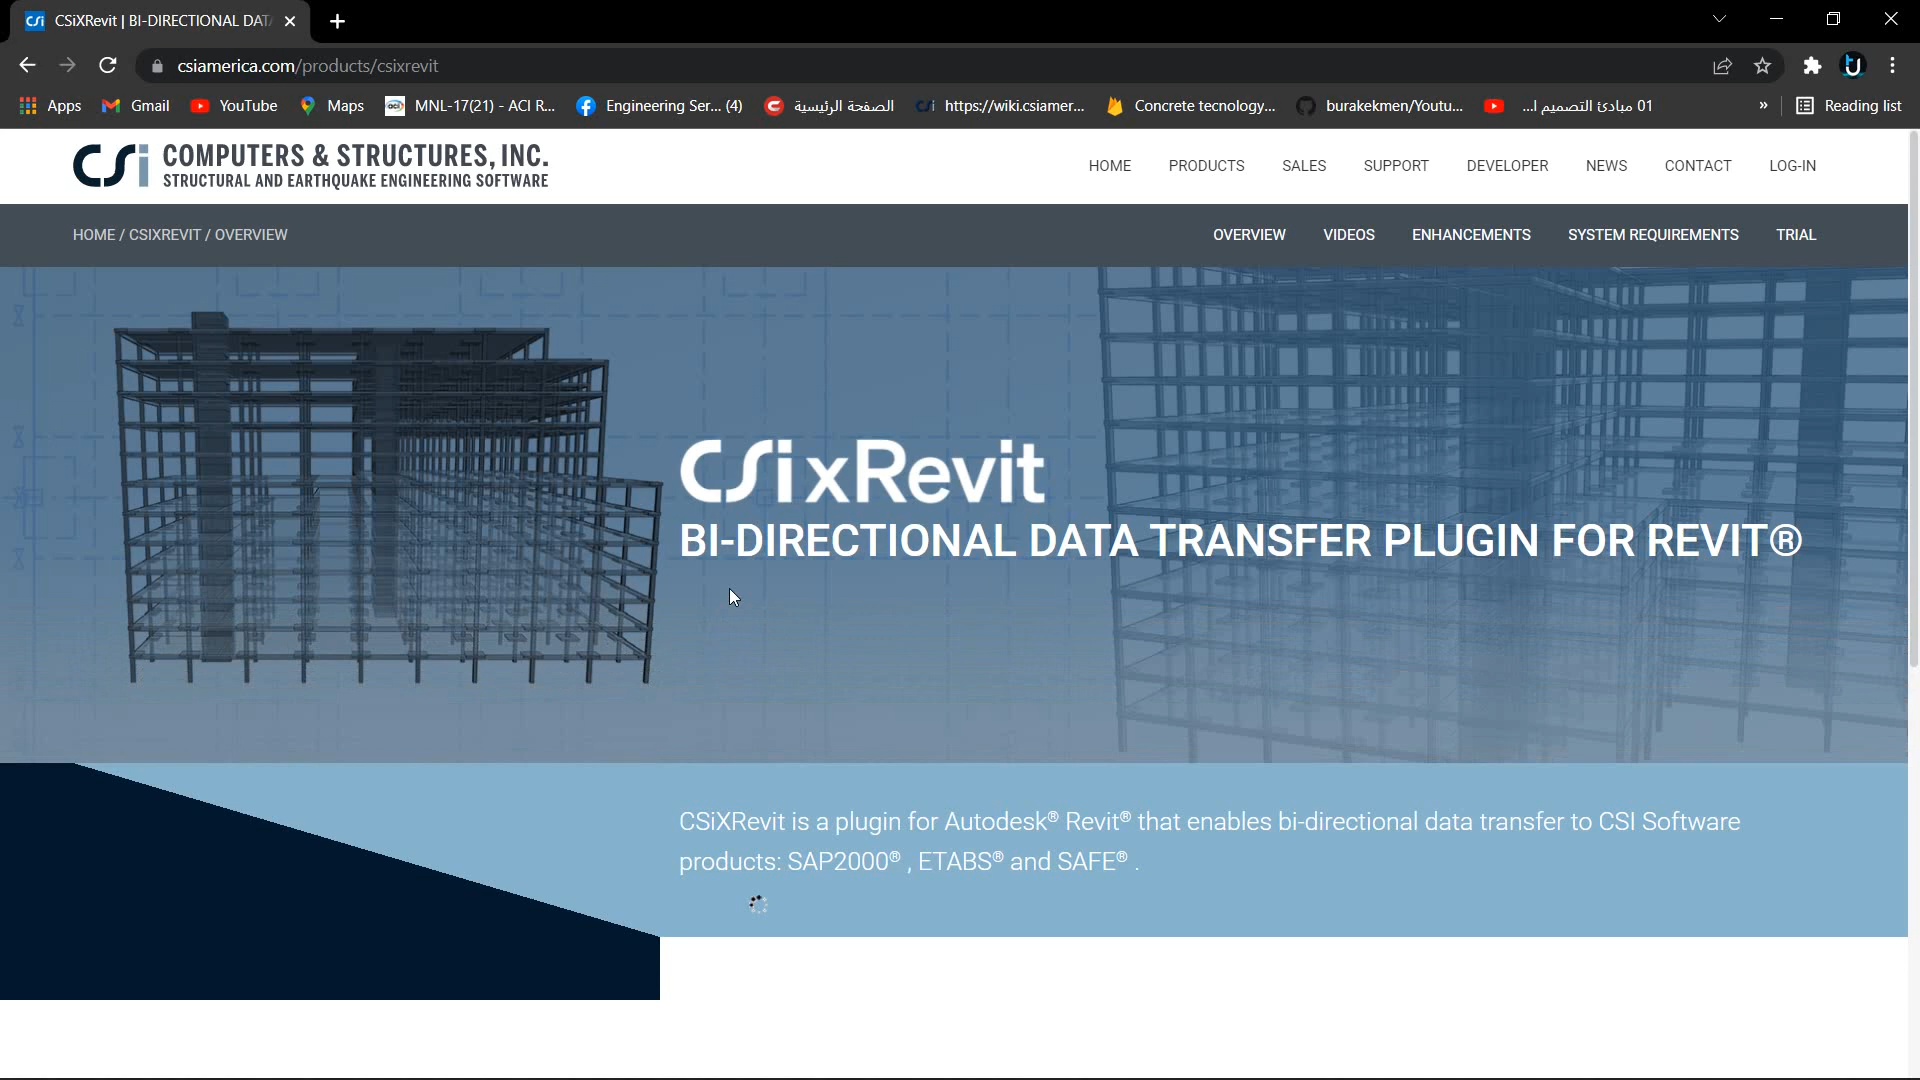 CSiXRevit | BI-DIRECTIONAL DAT
csiamerica.com/products/csixrevit
Apps
Gmail
YouTube
Maps
MNL-17(21) - ACI R...
Engineering Ser... (4)
الصفحة الرئيسية
https://wiki.csiamer...
Concrete tecnology...
burakekmen/Youtu...
01 مبادئ التصميم ا...
»
Reading list
CSi COMPUTERS & STRUCTURES, INC.
STRUCTURAL AND EARTHQUAKE ENGINEERING SOFTWARE
HOME PRODUCTS SALES SUPPORT DEVELOPER NEWS CONTACT LOG-IN
HOME / CSIXREVIT / OVERVIEW
OVERVIEW VIDEOS ENHANCEMENTS SYSTEM REQUIREMENTS TRIAL
CSixRevit
BI-DIRECTIONAL DATA TRANSFER PLUGIN FOR REVIT®
CSiXRevit is a plugin for Autodesk® Revit® that enables bi-directional data transfer to CSI Software
products: SAP2000® , ETABS® and SAFE® .